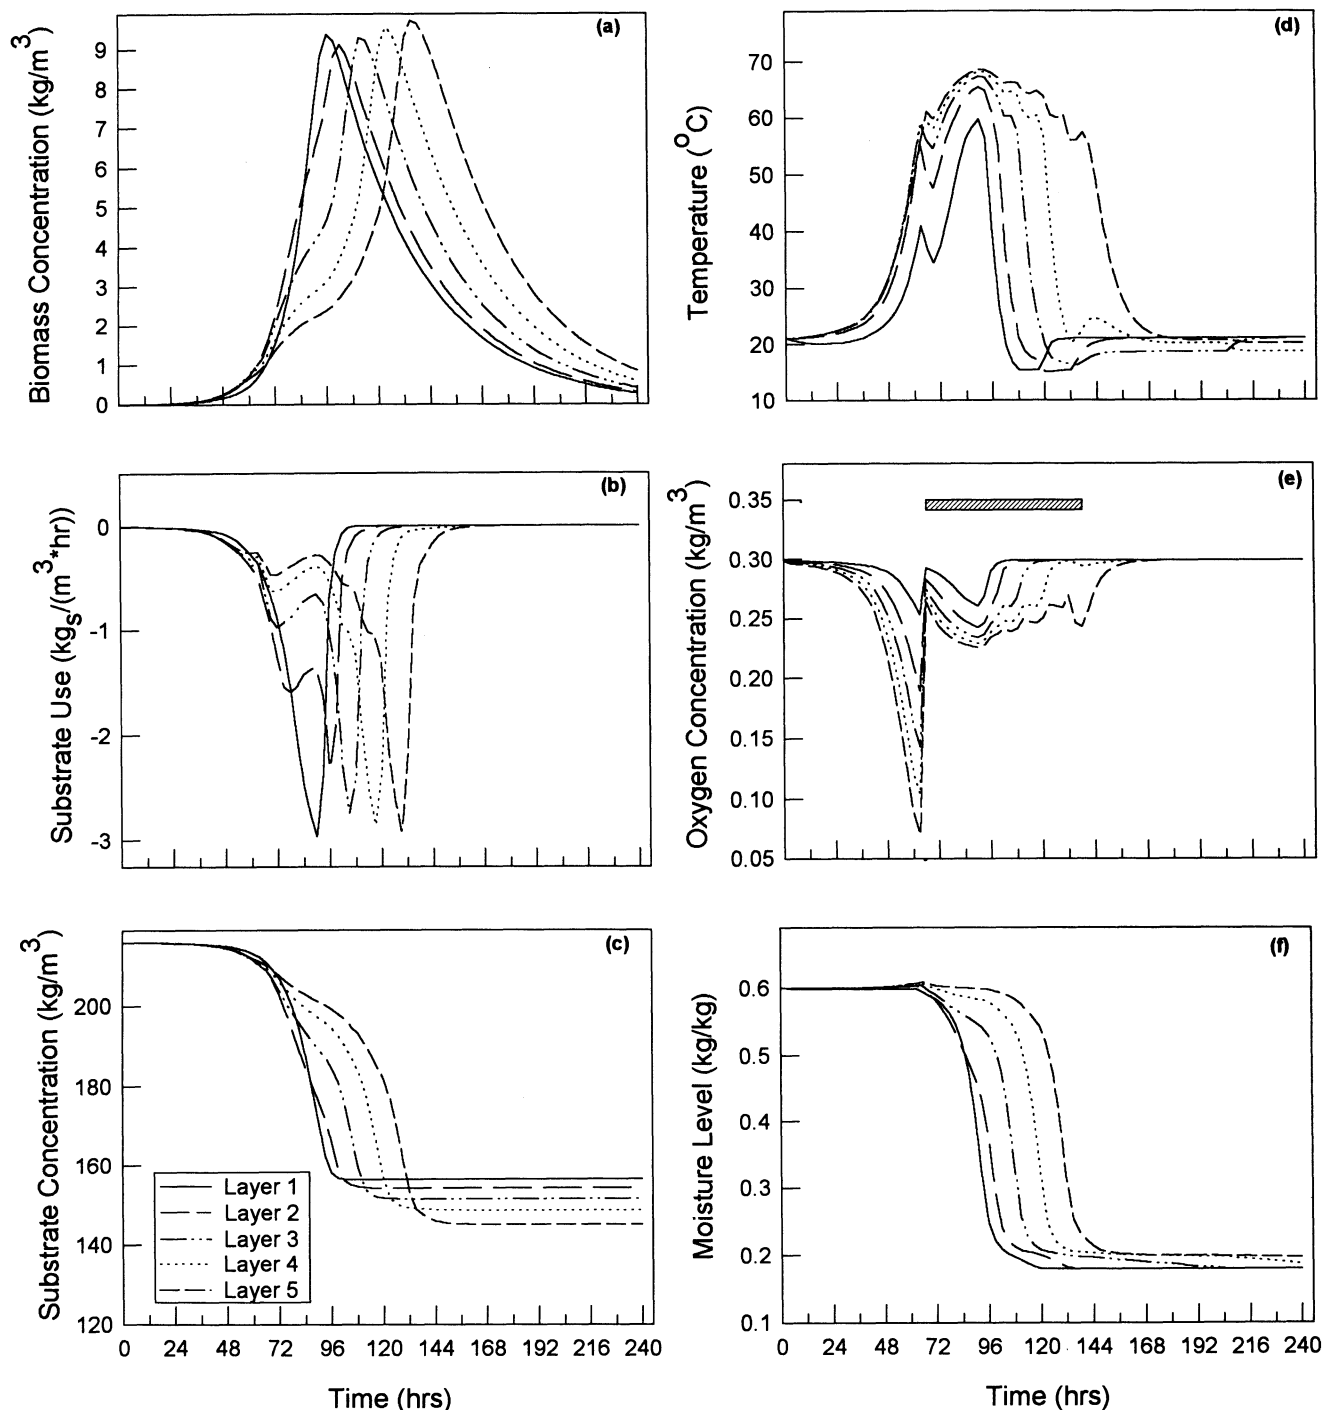 (a)
Biomass Concentration (kg/m3)
9
8
7
6
5
4
3
2
1
0
(d)
Temperature (oC)
70
60
50
40
30
20
10
(b)
Substrate Use (kgs/(m3*hr))
0
-1
-2
-3
(e)
Oxygen Concentration (kg/m3)
0.35
0.30
0.25
0.20
0.15
0.10
0.05
(c)
Substrate Concentration (kg/m3)
200
180
160
140
120
Layer 1
Layer 2
Layer 3
Layer 4
Layer 5
0 24 48 72 96 120 144 168 192 216 240
Time (hrs)
(f)
Moisture Level (kg/kg)
0.6
0.5
0.4
0.3
0.2
0.1
0 24 48 72 96 120 144 168 192 216 240
Time (hrs)